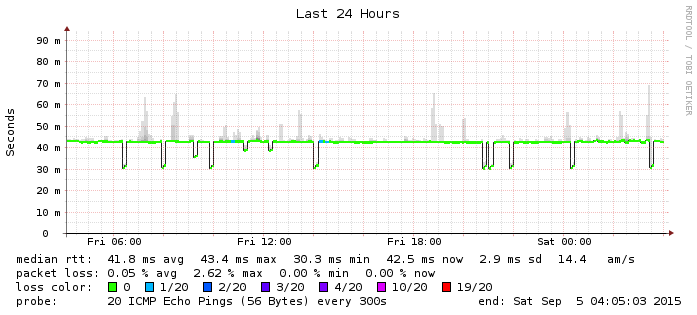 Last 24 Hours
RRDTOOL / TOBI OETIKER
Seconds
90 m
80 m
70 m
60 m
50 m
40 m
30 m
20 m
10 m
0
Fri 06:00 Fri 12:00 Fri 18:00 Sat 00:00
median rtt: 41.8 ms avg 43.4 ms max 30.3 ms min 42.5 ms now 2.9 ms sd 14.4 am/s
packet loss: 0.05 % avg 2.62 % max 0.00 % min 0.00 % now
loss color: 0 1/20 2/20 3/20 4/20 10/20 19/20
probe: 20 ICMP Echo Pings (56 Bytes) every 300s end: Sat Sep 5 04:05:03 2015